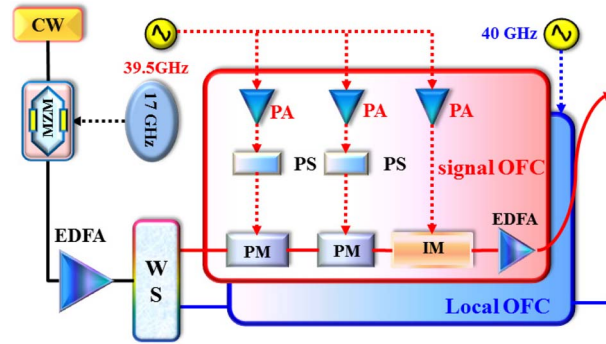 CW
39.5GHz
40 GHz
MZM
17 GHz
PA
PA
PA
signal OFC
PS
PS
EDFA
W
S
PM
PM
IM
EDFA
Local OFC